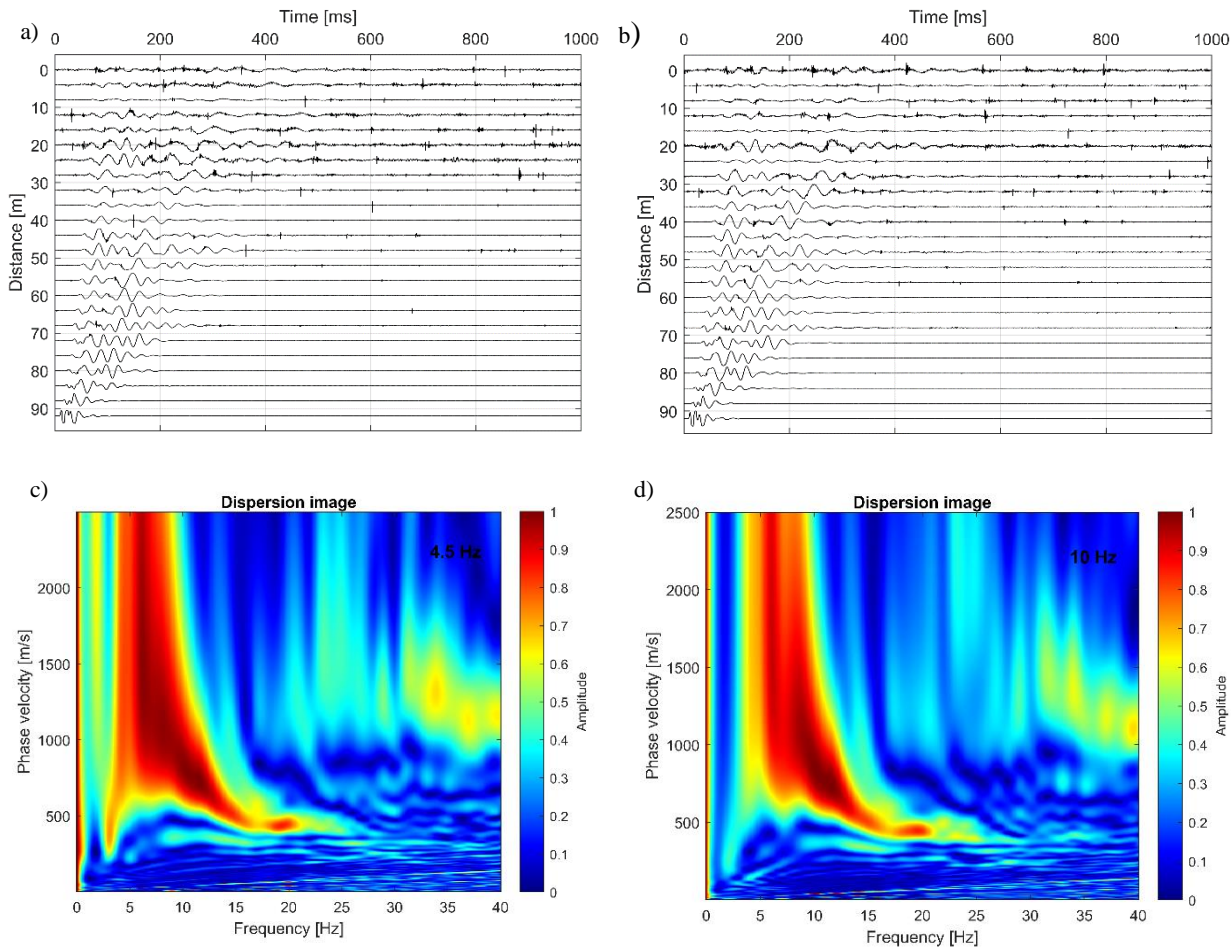 a)
Time [ms]
0 200 400 600 800 1000
0
10
20
30
40
50
60
70
80
90
Distance [m]
b)
Time [ms]
0 200 400 600 800 1000
0
10
20
30
40
50
60
70
80
90
Distance [m]
c)
Dispersion image
4.5 Hz
2000
1500
1000
500
Phase velocity [m/s]
0 5 10 15 20 25 30 35 40
Frequency [Hz]
1
0.9
0.8
0.7
0.6
0.5
0.4
0.3
0.2
0.1
0
Amplitude
d)
Dispersion image
10 Hz
2500
2000
1500
1000
500
Phase velocity [m/s]
0 5 10 15 20 25 30 35 40
Frequency [Hz]
1
0.9
0.8
0.7
0.6
0.5
0.4
0.3
0.2
0.1
0
Amplitude